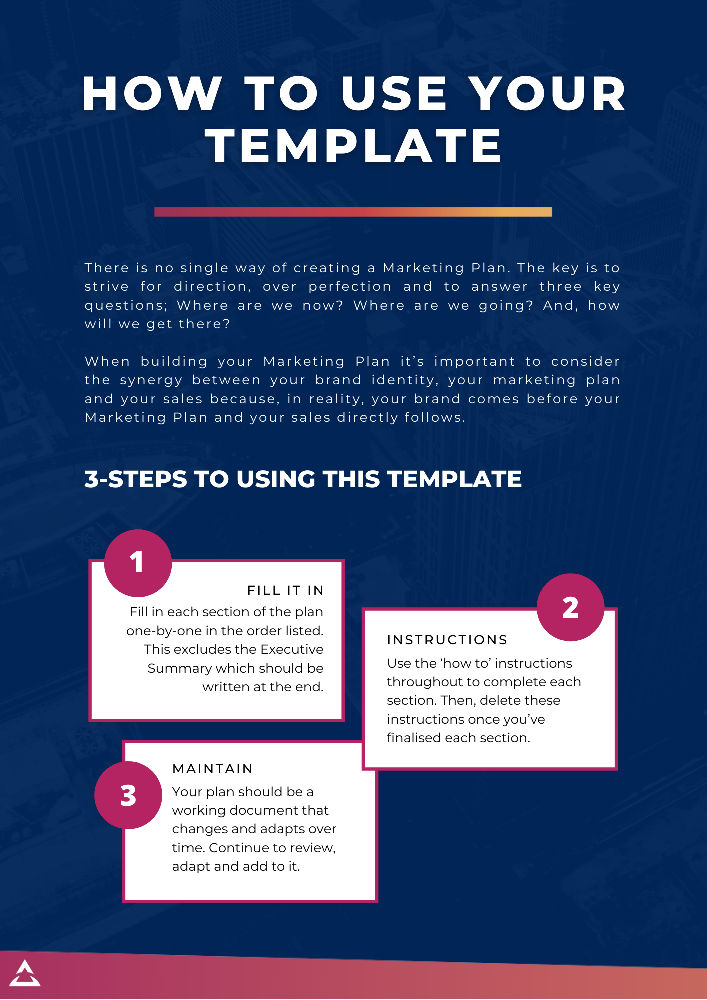 HOW TO USE YOUR
TEMPLATE
There is no single way of creating a Marketing Plan. The key is to
strive for direction, over perfection and to answer three key
questions; Where are we now? Where are we going? And, how
will we get there?
When building your Marketing Plan it’s important to consider
the synergy between your brand identity, your marketing plan
and your sales because, in reality, your brand comes before your
Marketing Plan and your sales directly follows.
3-STEPS TO USING THIS TEMPLATE
1
FILL IT IN
Fill in each section of the plan
one-by-one in the order listed.
This excludes the Executive
Summary which should be
written at the end.
2
INSTRUCTIONS
Use the ‘how to’ instructions
throughout to complete each
section. Then, delete these
instructions once you’ve
finalised each section.
3
MAINTAIN
Your plan should be a
working document that
changes and adapts over
time. Continue to review,
adapt and add to it.